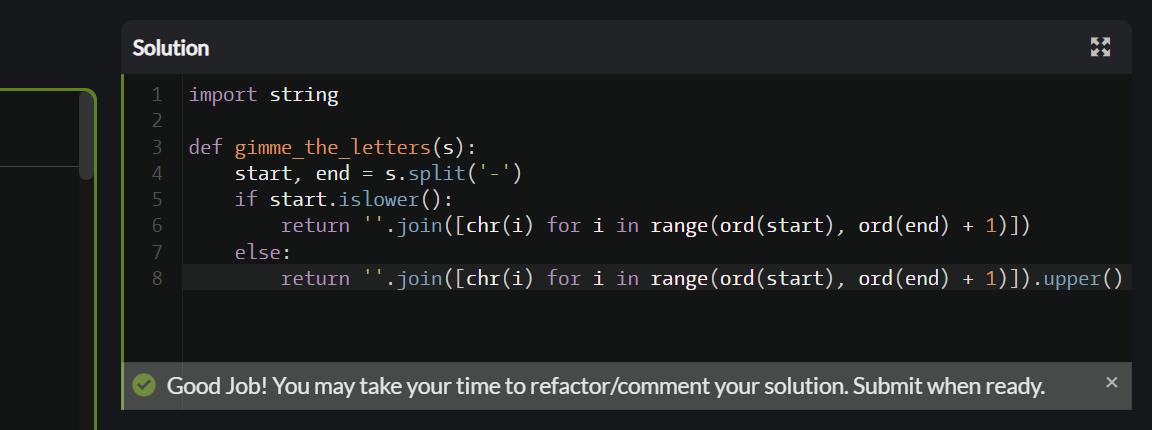 Solution
1 import string
2
3 def gimme_the_letters(s):
4     start, end = s.split('-')
5     if start.islower():
6         return ''.join([chr(i) for i in range(ord(start), ord(end) + 1)])
7     else:
8         return ''.join([chr(i) for i in range(ord(start), ord(end) + 1)]).upper()
Good Job! You may take your time to refactor/comment your solution. Submit when ready.